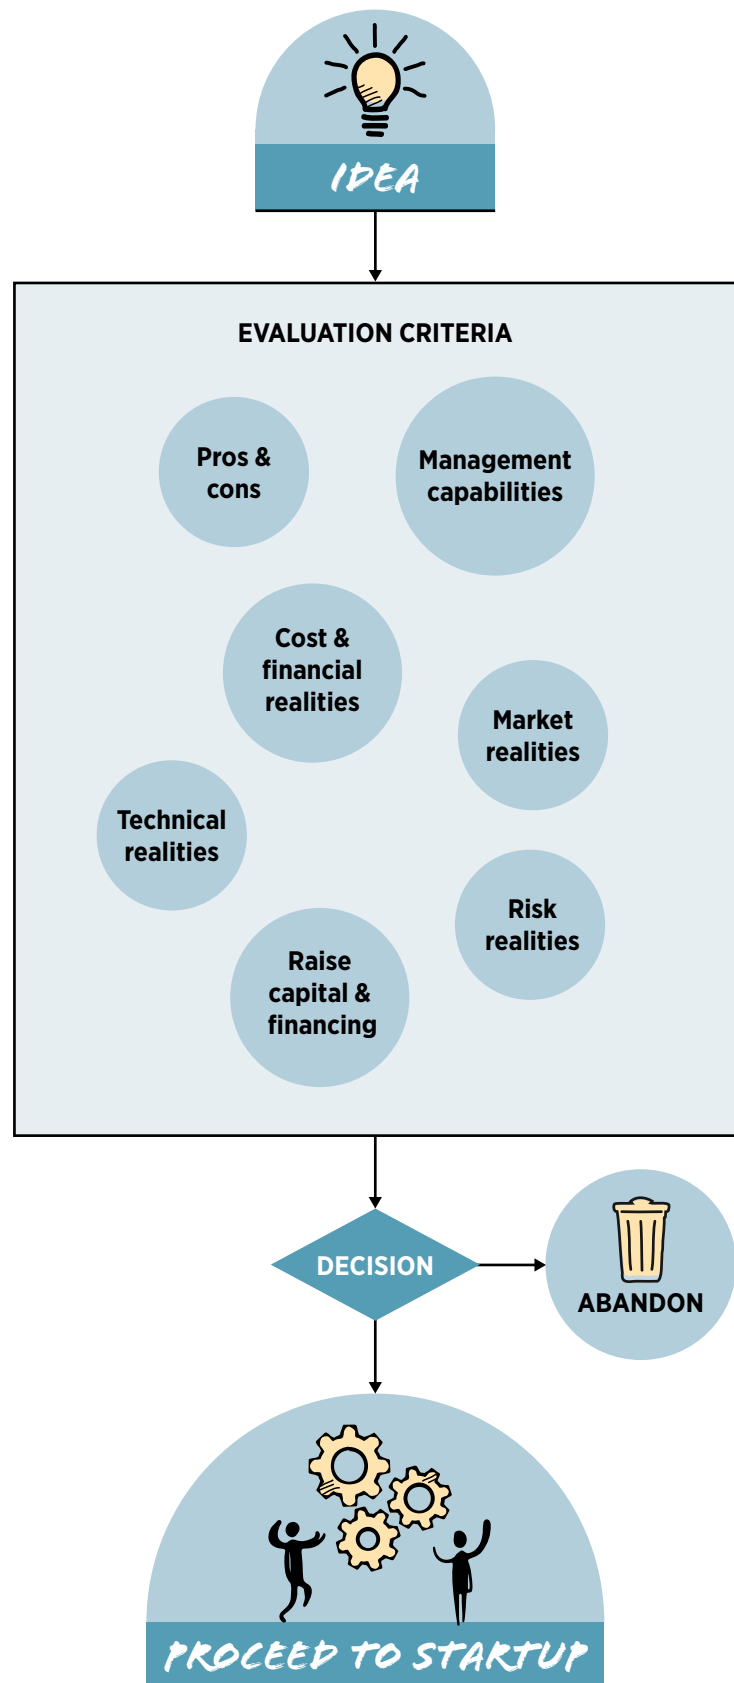 IDEA
EVALUATION CRITERIA
Pros &
cons
Management
capabilities
Cost &
financial
realities
Market
realities
Technical
realities
Risk
realities
Raise
capital &
financing
DECISION
ABANDON
PROCEED TO STARTUP